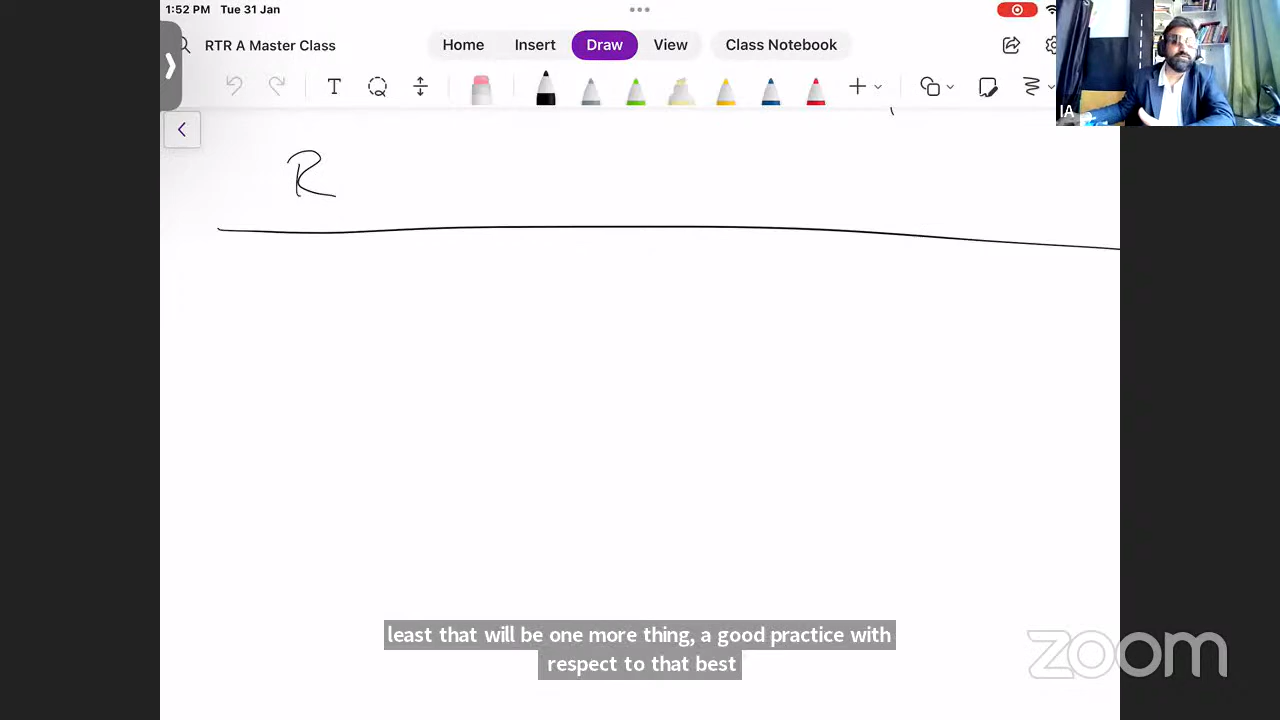 1:52 PM Tue 31 Jan
RTR A Master Class
Home Insert Draw View Class Notebook
T
R
IA
least that will be one more thing, a good practice with
respect to that best
zoom